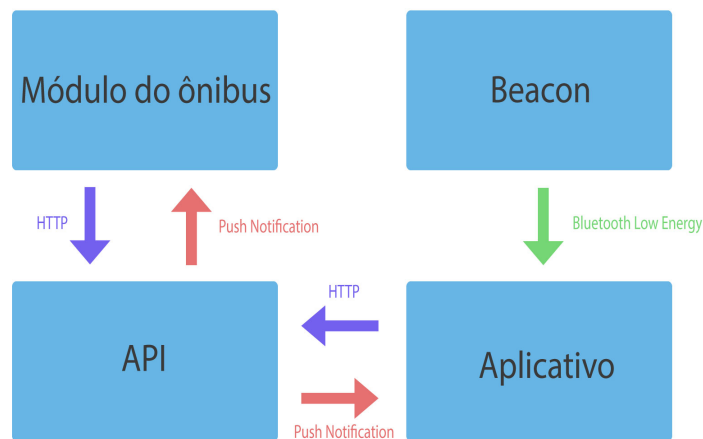 Módulo do ônibus
Beacon
HTTP
Push Notification
Bluetooth Low Energy
HTTP
API
Aplicativo
Push Notification